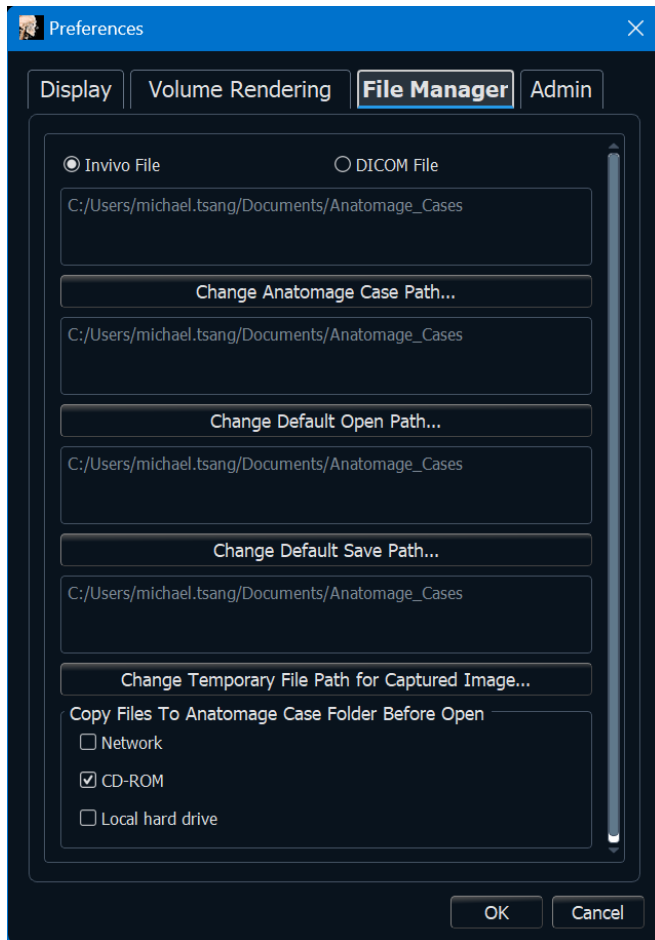 Preferences
Display Volume Rendering File Manager Admin
Invivo File DICOM File
C:/Users/michael.tsang/Documents/Anatomage_Cases
Change Anatomage Case Path...
C:/Users/michael.tsang/Documents/Anatomage_Cases
Change Default Open Path...
C:/Users/michael.tsang/Documents/Anatomage_Cases
Change Default Save Path...
C:/Users/michael.tsang/Documents/Anatomage_Cases
Change Temporary File Path for Captured Image...
Copy Files To Anatomage Case Folder Before Open
Network
CD-ROM
Local hard drive
OK Cancel